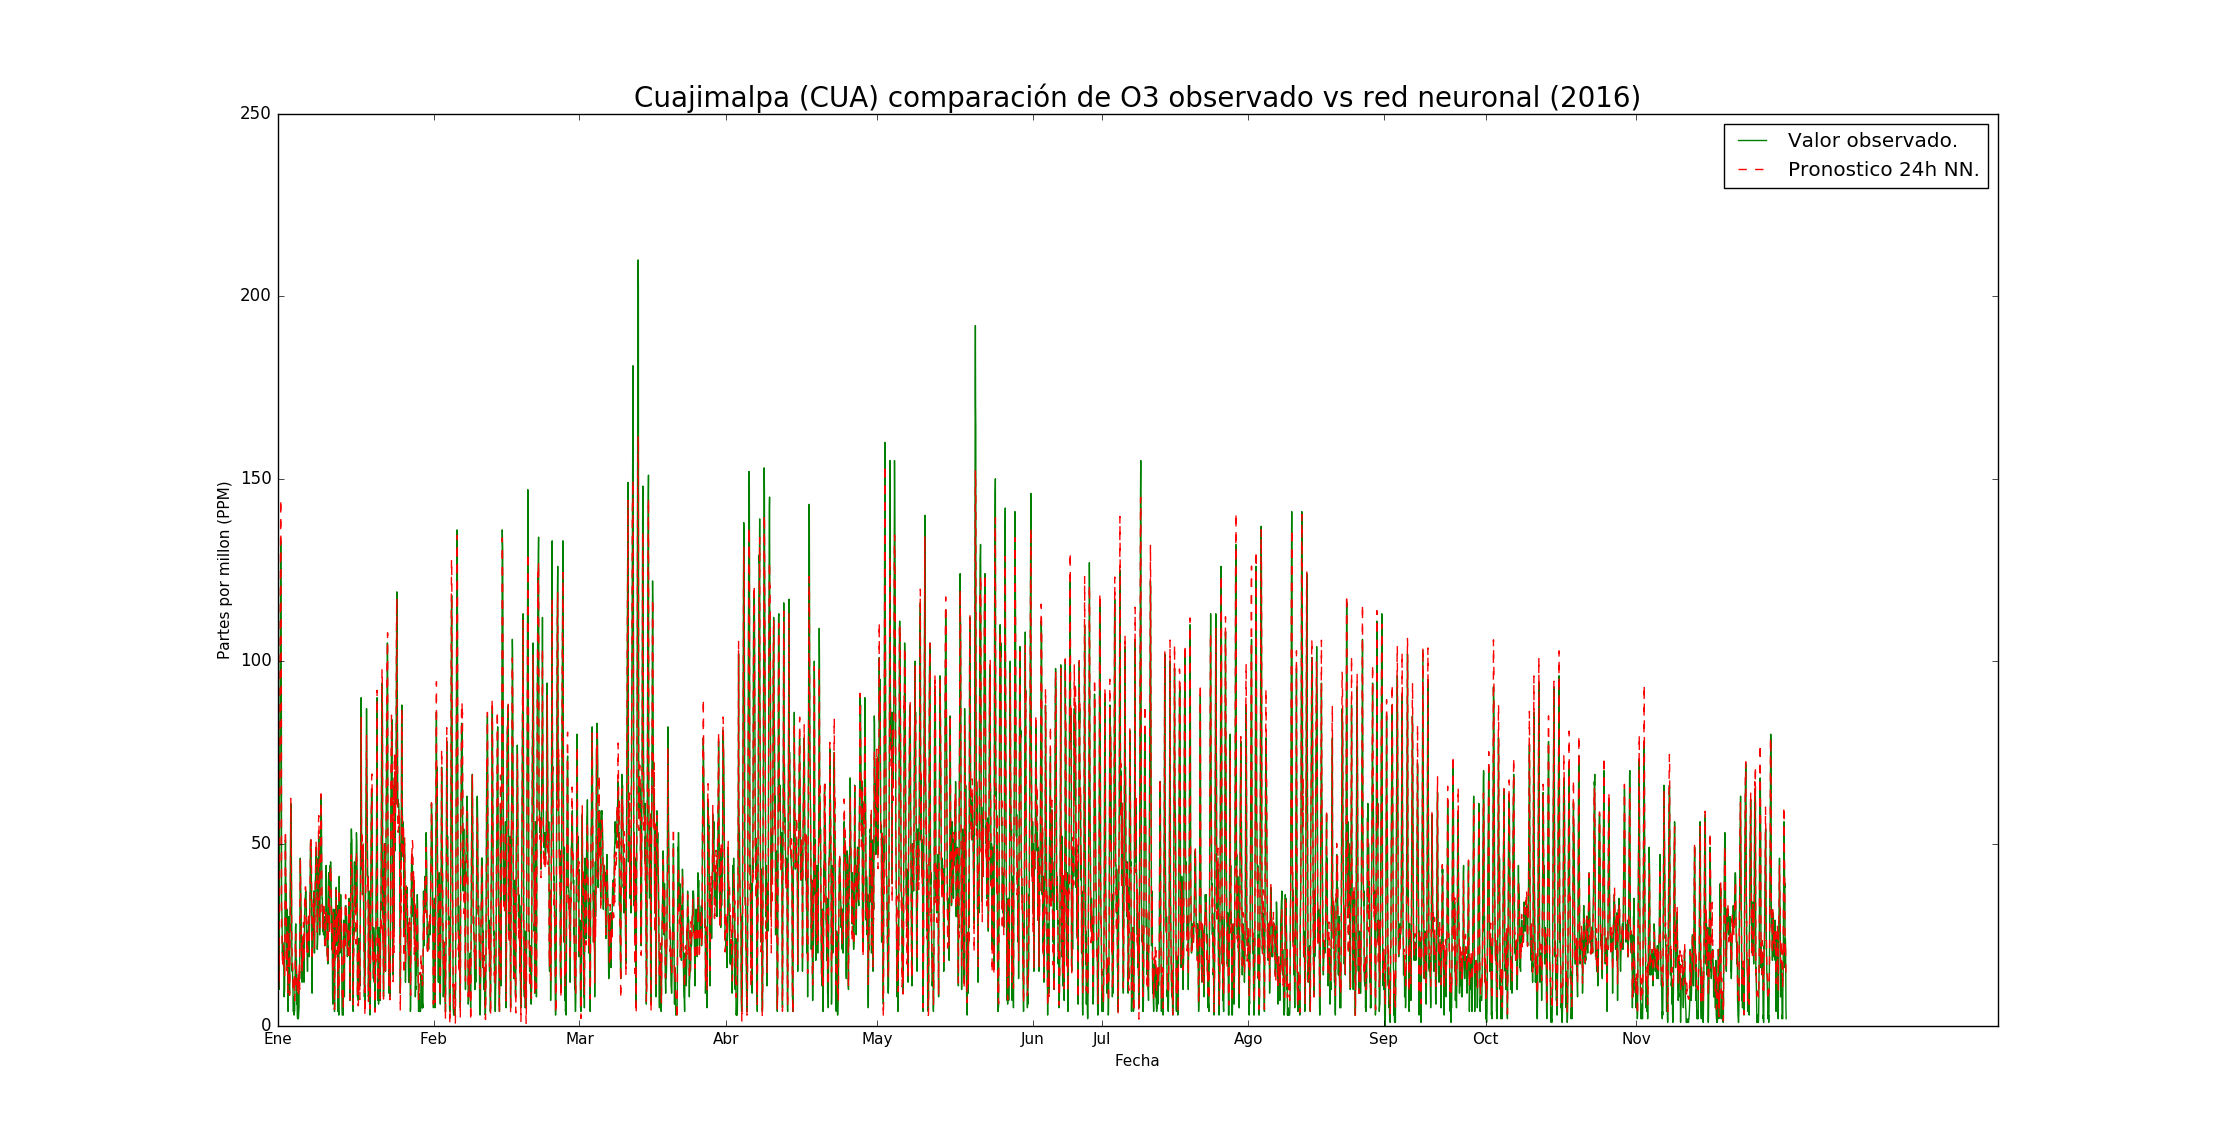 Cuajimalpa (CUA) comparación de O3 observado vs red neuronal (2016)
Valor observado.
Pronostico 24h NN.
250
200
150
100
50
0
Partes por millon (PPM)
Ene Feb Mar Abr May Jun Jul Ago Sep Oct Nov
Fecha